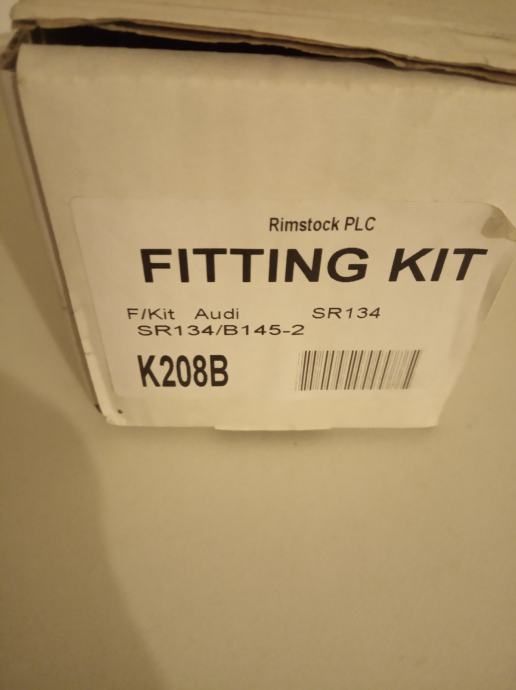 Rimstock PLC
FITTING KIT
F/Kit Audi SR134
SR134/B145-2
K208B